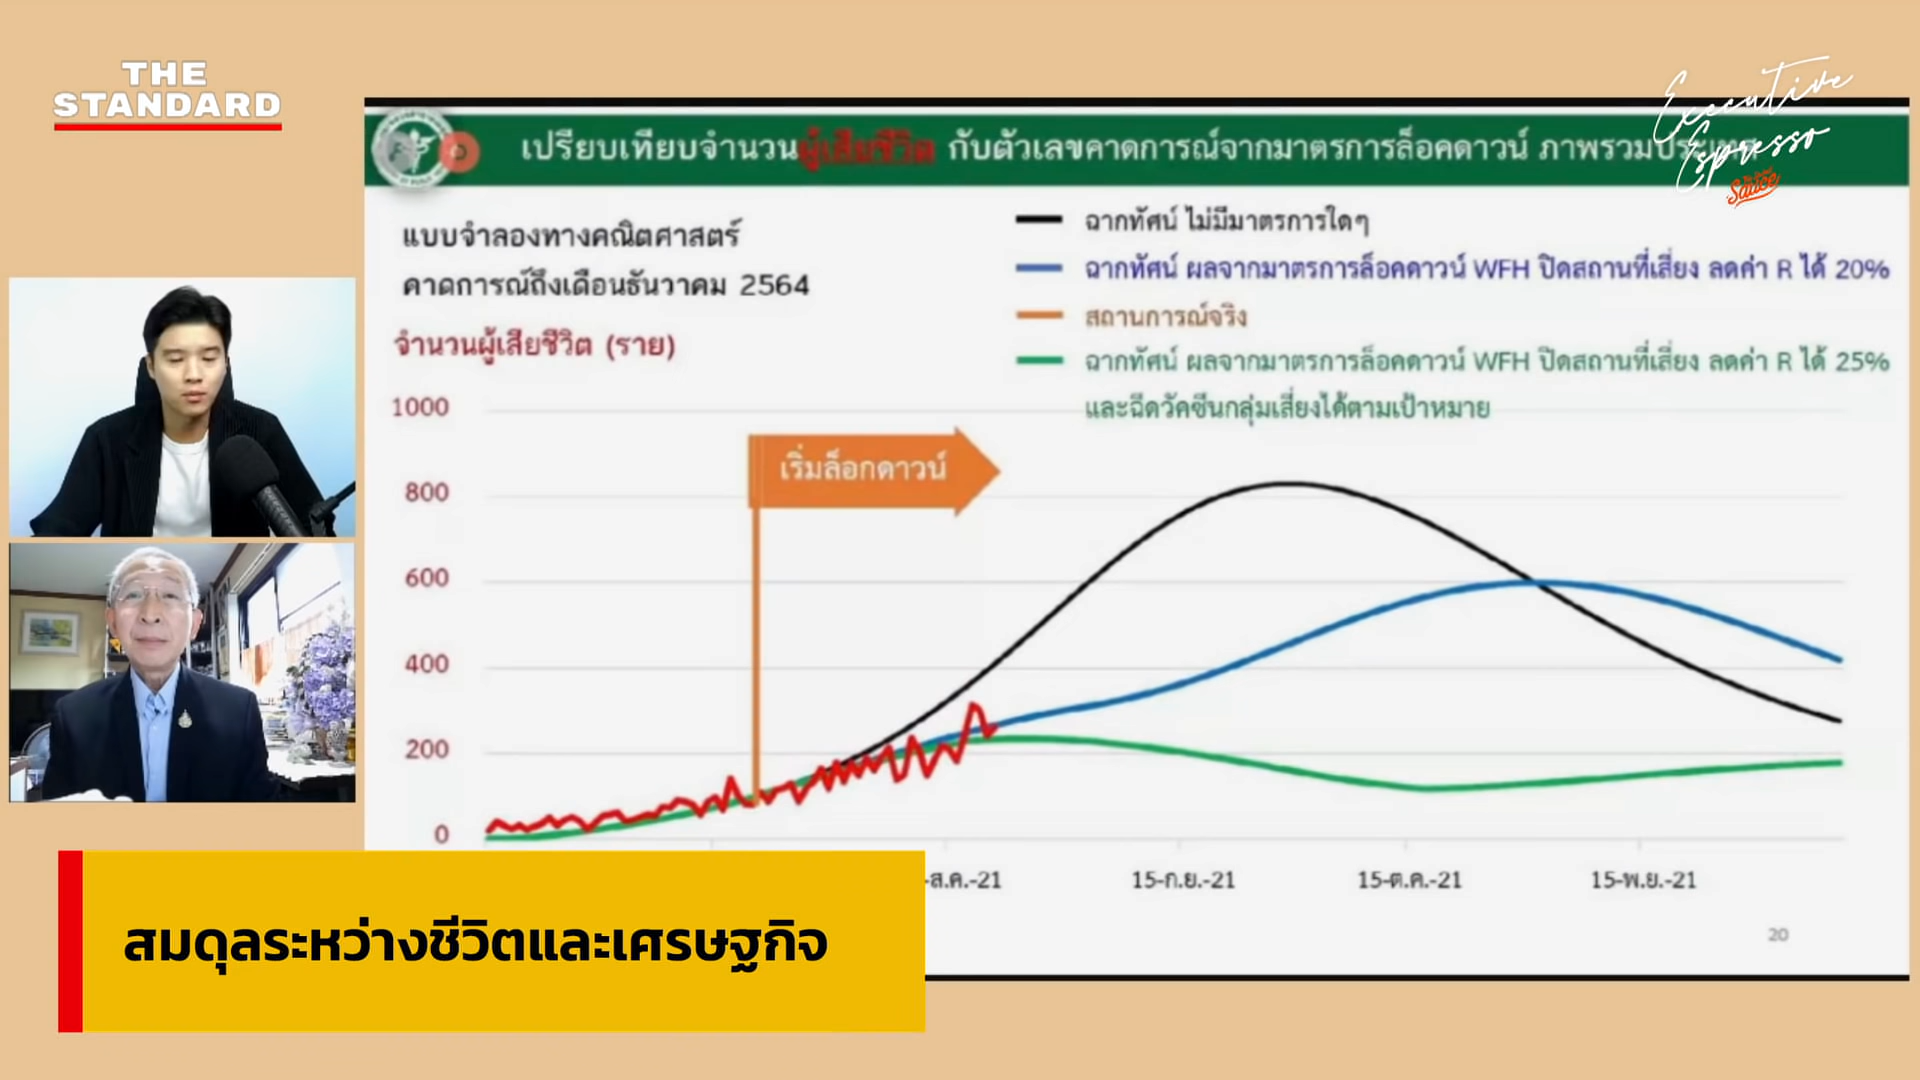 THE
STANDARD
Executive
Espresso
Sauce
เปรียบเทียบจำนวนผู้เสียชีวิต กับตัวเลขคาดการณ์จากมาตรการล็อคดาวน์ ภาพรวมประเทศ
แบบจำลองทางคณิตศาสตร์
คาดการณ์ถึงเดือนธันวาคม 2564
จำนวนผู้เสียชีวิต (ราย)
ฉากทัศน์ ไม่มีมาตรการใดๆ
ฉากทัศน์ ผลจากมาตรการล็อคดาวน์ WFH ปิดสถานที่เสี่ยง ลดค่า R ได้ 20%
สถานการณ์จริง
ฉากทัศน์ ผลจากมาตรการล็อคดาวน์ WFH ปิดสถานที่เสี่ยง ลดค่า R ได้ 25%
และฉีดวัคซีนกลุ่มเสี่ยงได้ตามเป้าหมาย
1000
800
600
400
200
0
เริ่มล็อกดาวน์
-ส.ค.-21
15-ก.ย.-21
15-ต.ค.-21
15-พ.ย.-21
20
สมดุลระหว่างชีวิตและเศรษฐกิจ